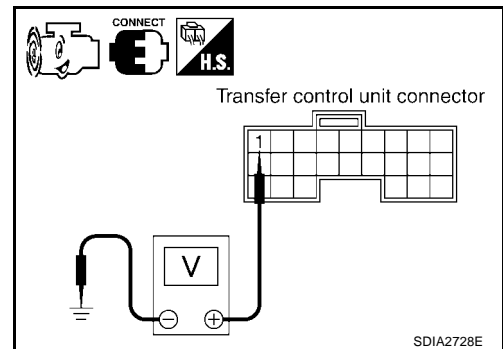 CONNECT
H.S.
Transfer control unit connector
1
V
− +
SDIA2728E